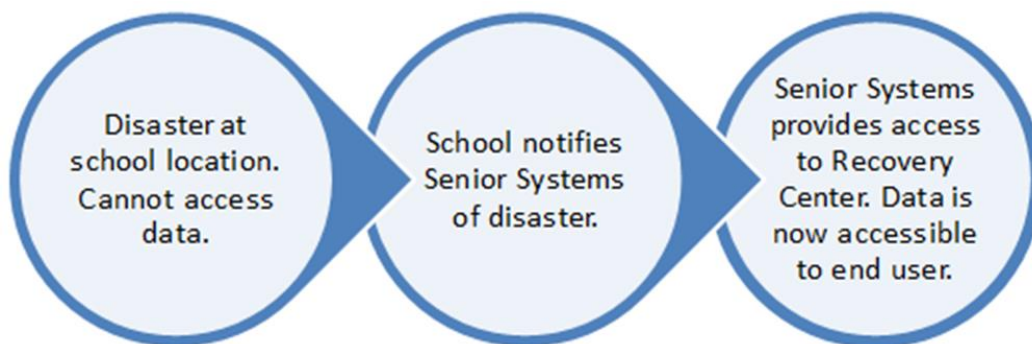 Disaster at
school location.
Cannot access
data.
School notifies
Senior Systems
of disaster.
Senior Systems
provides access
to Recovery
Center. Data is
now accessible
to end user.